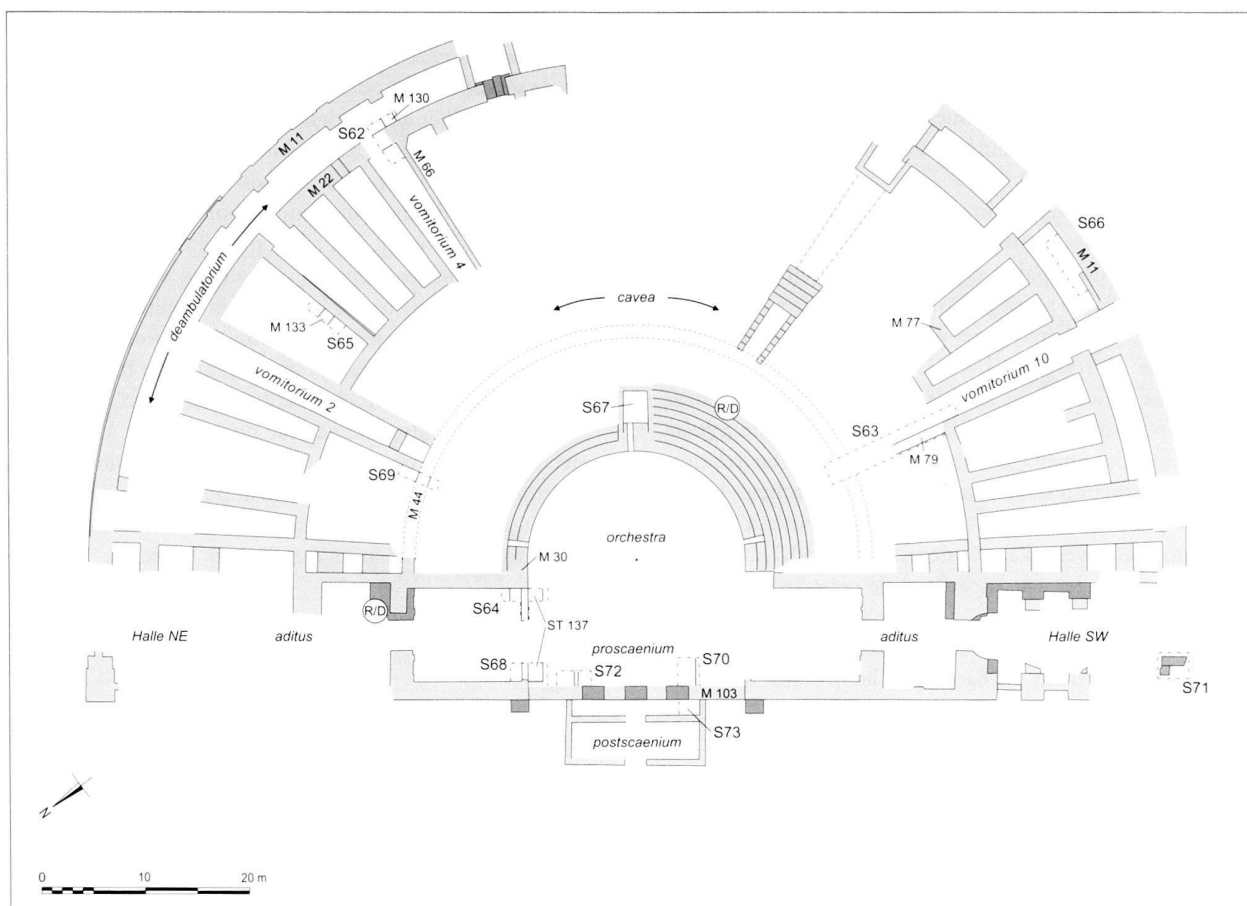 M 130
S62
M 11
M 66
M 22
vomitorium 4
deambulatorium
M 133
S65
vomitorium 2
cavea
S66
M 11
M 77
vomitorium 10
S67
R/D
S63
M 79
S69
M 44
orchestra
M 30
S64
R/D
ST 137
Halle NE
aditus
proscaenium
aditus
Halle SW
S68
S72
S70
M 103
S71
S73
postscaenium
N
0 10 20 m